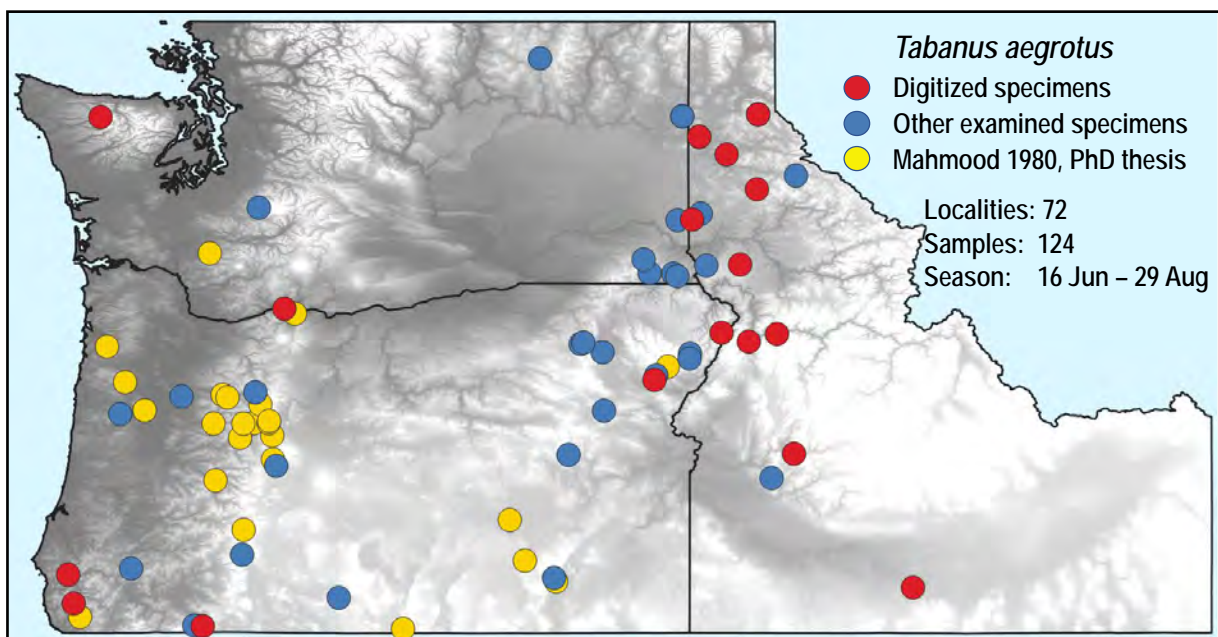 Tabanus aegrotus
Digitized specimens
Other examined specimens
Mahmood 1980, PhD thesis
Localities: 72
Samples: 124
Season: 16 Jun – 29 Aug